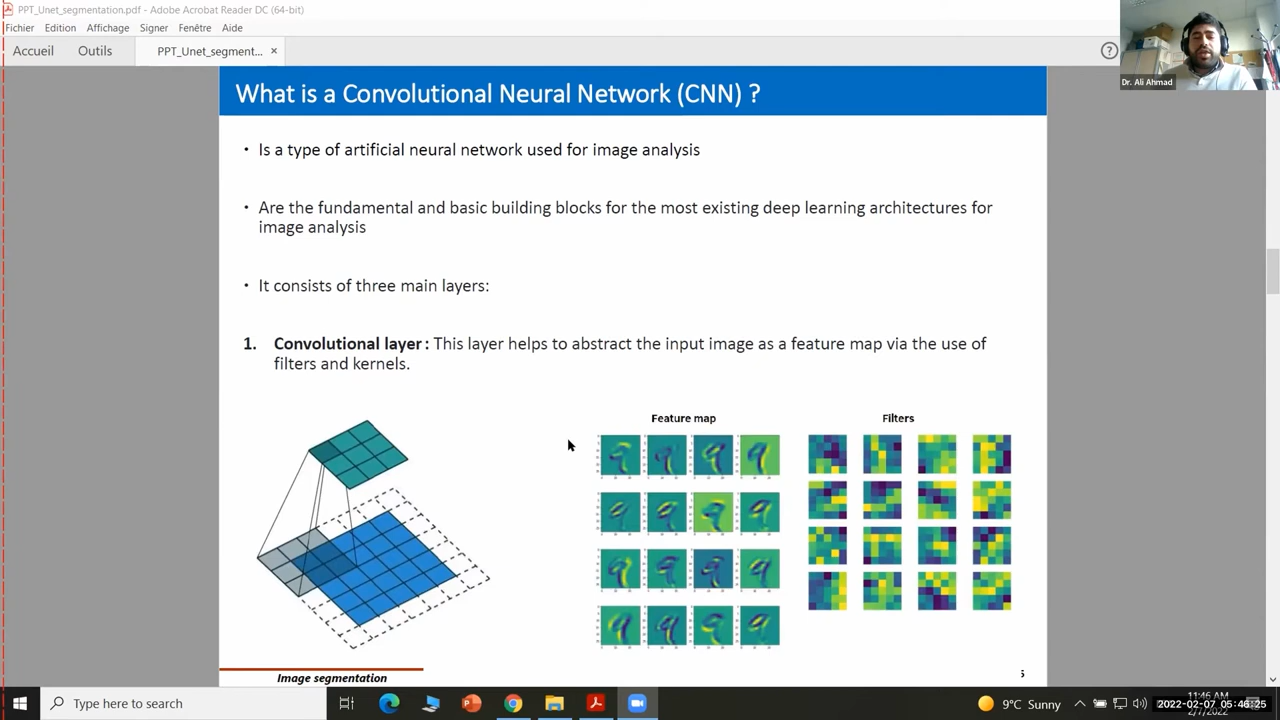 PPT_Unet_segmentation.pdf - Adobe Acrobat Reader DC (64-bit)
Fichier Edition Affichage Signer Fenêtre Aide
Accueil Outils PPT_Unet_segment... ×
Dr. Ali Ahmad
What is a Convolutional Neural Network (CNN) ?
• Is a type of artificial neural network used for image analysis
• Are the fundamental and basic building blocks for the most existing deep learning architectures for
image analysis
• It consists of three main layers:
1. Convolutional layer : This layer helps to abstract the input image as a feature map via the use of
filters and kernels.
Feature map
Filters
Image segmentation
Type here to search
9°C Sunny
11:46 AM
2022-02-07 05:46:25